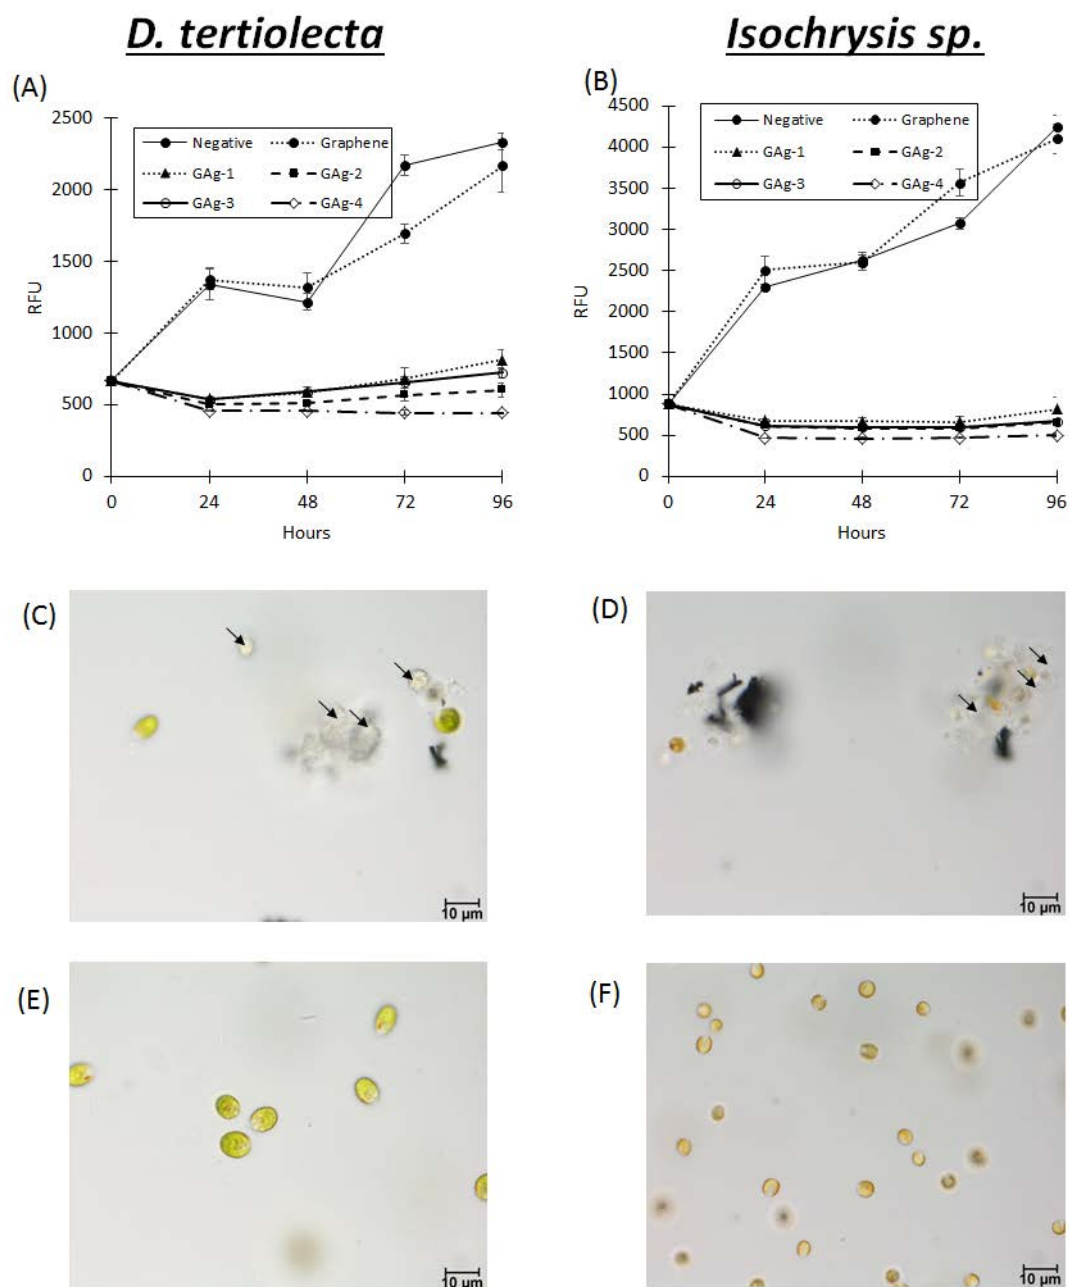 D. tertiolecta
Isochrysis sp.
(A)
2500
2000
1500
1000
500
0
RFU
Negative
Graphene
GAg-1
GAg-2
GAg-3
GAg-4
0 24 48 72 96
Hours
(B)
4500
4000
3500
3000
2500
2000
1500
1000
500
0
RFU
Negative
Graphene
GAg-1
GAg-2
GAg-3
GAg-4
0 24 48 72 96
Hours
(C)
10 µm
(D)
10 µm
(E)
10 µm
(F)
10 µm